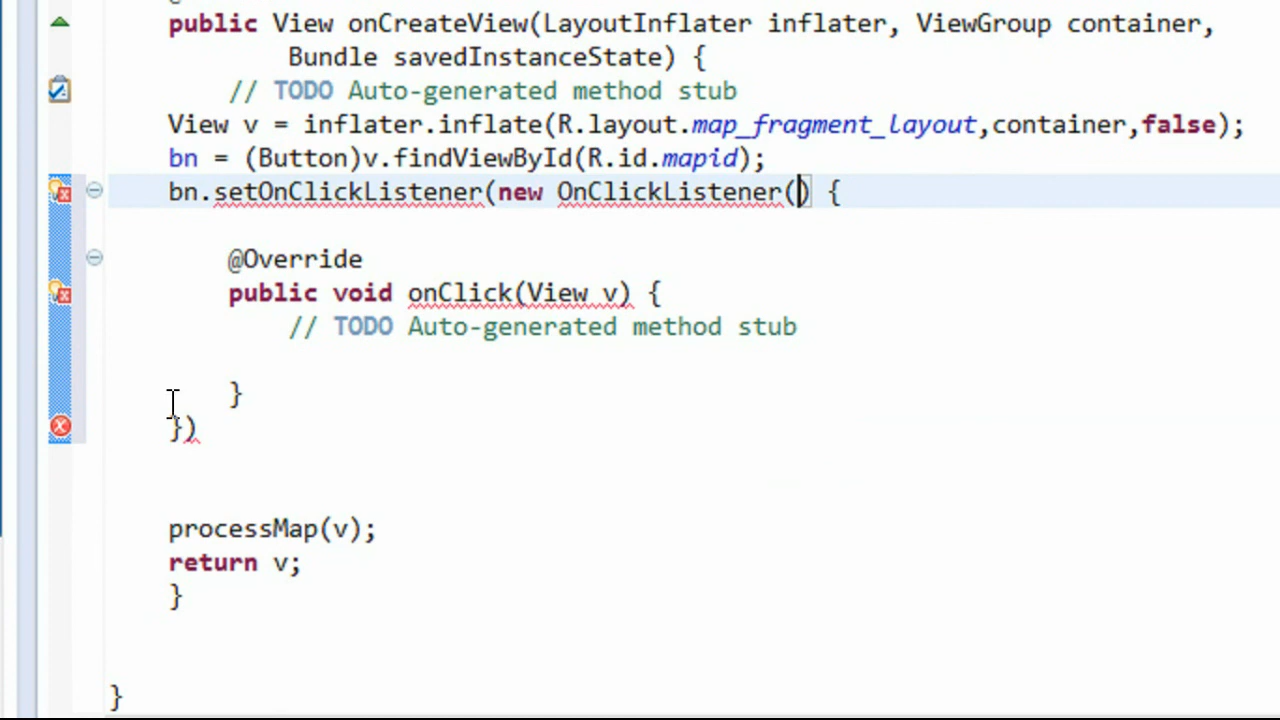 public View onCreateView(LayoutInflater inflater, ViewGroup container,
Bundle savedInstanceState) {
// TODO Auto-generated method stub
View v = inflater.inflate(R.layout.map_fragment_layout,container,false);
bn = (Button)v.findViewById(R.id.mapid);
bn.setOnClickListener(new OnClickListener() {
@Override
public void onClick(View v) {
// TODO Auto-generated method stub
}
})
processMap(v);
return v;
}
}